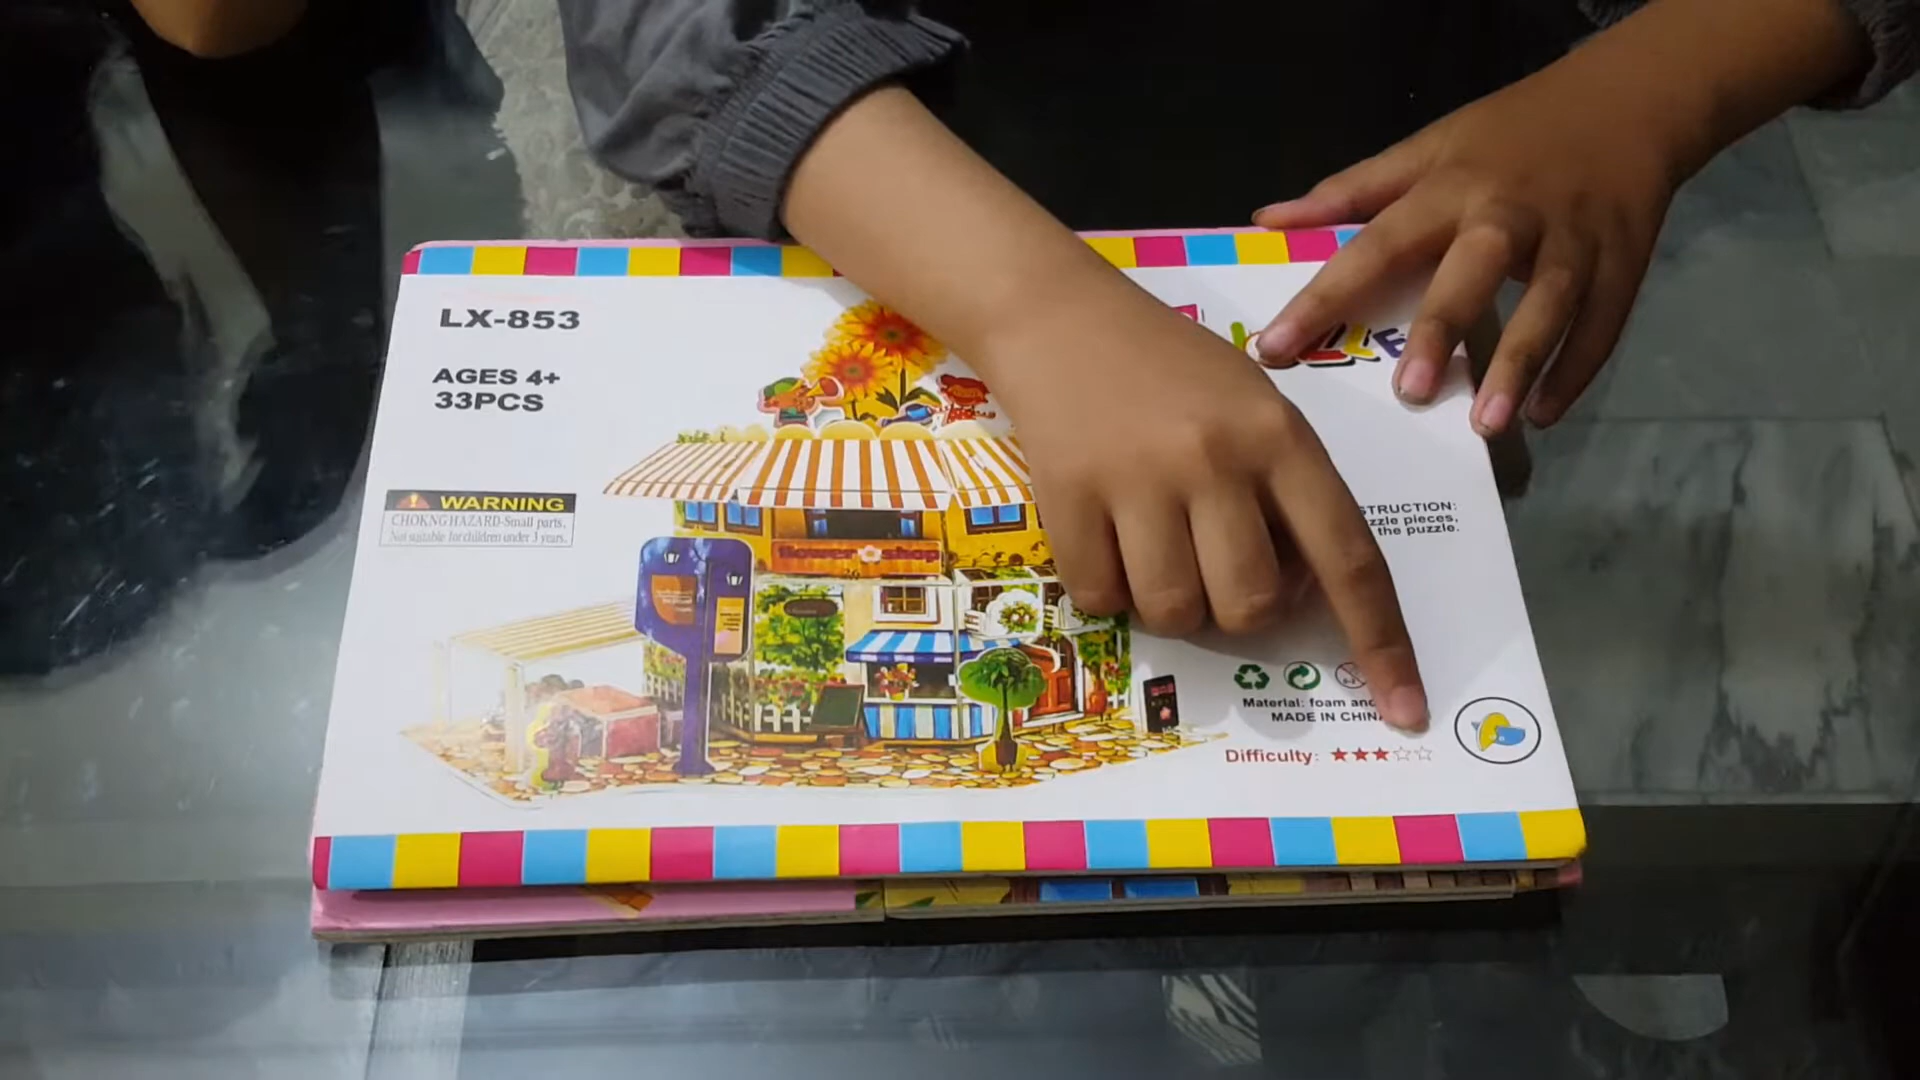 LX-853
AGES 4+
33PCS
WARNING
CHOKNG HAZARD-Small parts,
Not suitable for children under 3 years.
flower shop
STRUCTION:
zzle pieces,
the puzzle.
Material: foam and
MADE IN CHINA
Difficulty: